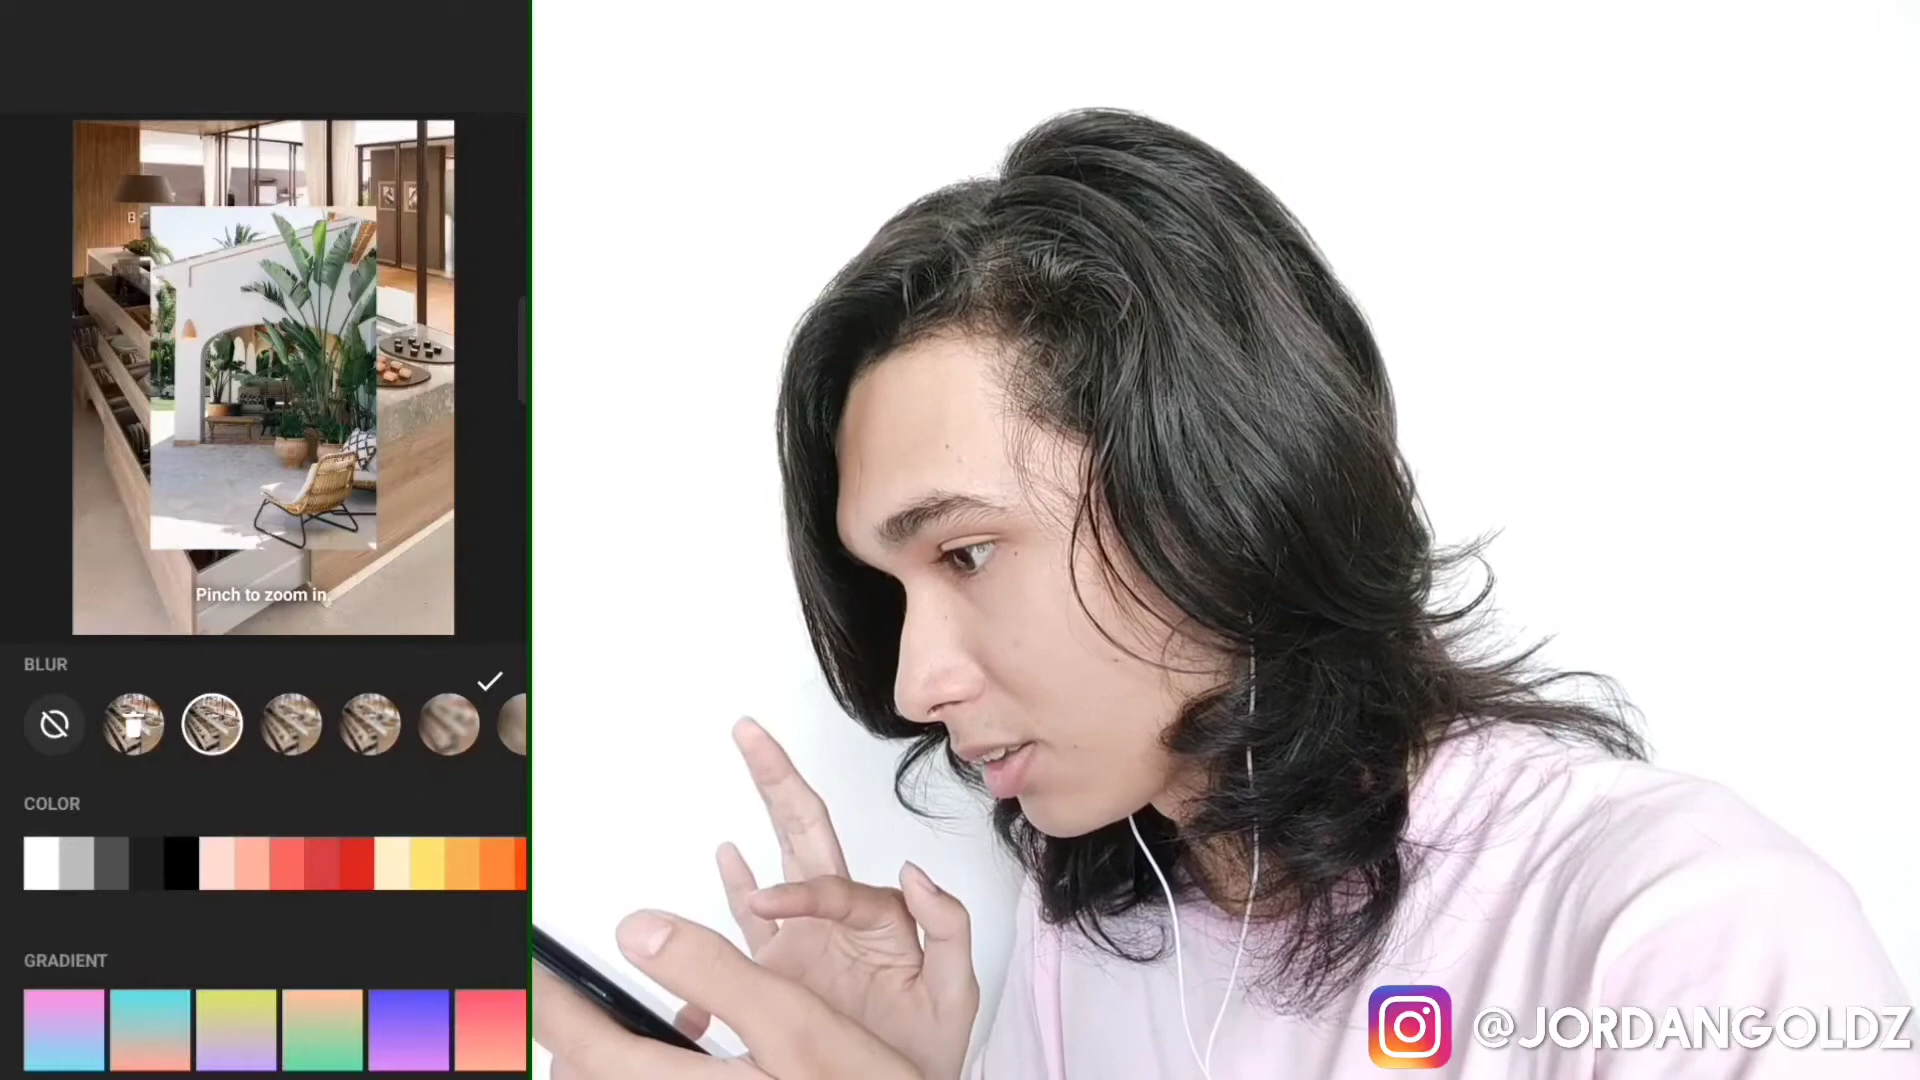 Pinch to zoom in.
BLUR
COLOR
GRADIENT
@JORDANGOLDZ